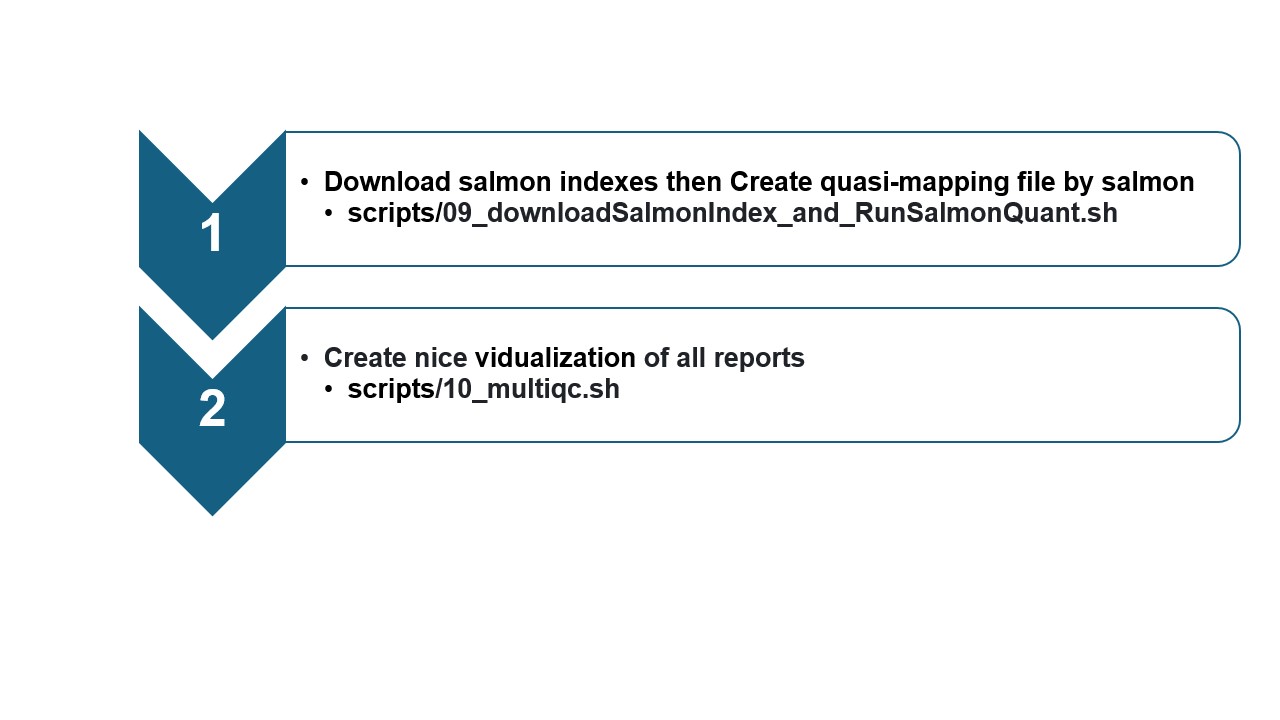 1
• Download salmon indexes then Create quasi-mapping file by salmon
• scripts/09_downloadSalmonIndex_and_RunSalmonQuant.sh
2
• Create nice vidualization of all reports
• scripts/10_multiqc.sh